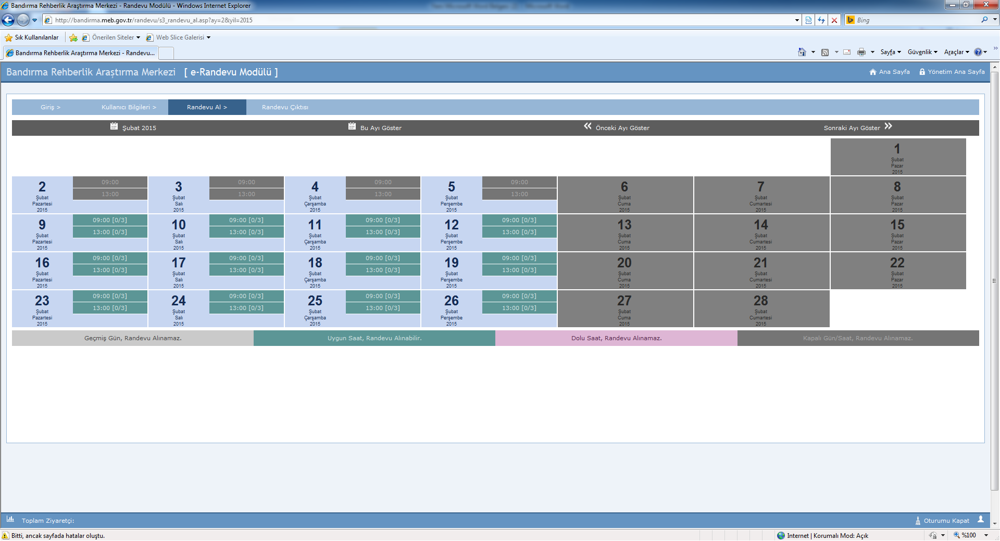 Bandırma Rehberlik Araştırma Merkezi - Randevu Modülü - Windows Internet Explorer
http://bandirma.meb.gov.tr/randevu/s3_randevu_al.asp?ay=2&yil=2015
Bing
Sık Kullanılanlar
Önerilen Siteler
Web Slice Galerisi
Bandırma Rehberlik Araştırma Merkezi - Randevu...
Sayfa
Güvenlik
Araçlar
Bandırma Rehberlik Araştırma Merkezi [ e-Randevu Modülü ]
Ana Sayfa
Yönetim Ana Sayfa
Giriş >
Kullanıcı Bilgileri >
Randevu Al >
Randevu Çıktısı
Şubat 2015
Bu Ayı Göster
Önceki Ayı Göster
Sonraki Ayı Göster
1
Şubat
Pazar
2015
2
Şubat
Pazartesi
2015
09:00
13:00
3
Şubat
Salı
2015
09:00
13:00
4
Şubat
Çarşamba
2015
09:00
13:00
5
Şubat
Perşembe
2015
09:00
13:00
6
Şubat
Cuma
2015
7
Şubat
Cumartesi
2015
8
Şubat
Pazar
2015
9
Şubat
Pazartesi
2015
09:00 [0/3]
13:00 [0/3]
10
Şubat
Salı
2015
09:00 [0/3]
13:00 [0/3]
11
Şubat
Çarşamba
2015
09:00 [0/3]
13:00 [0/3]
12
Şubat
Perşembe
2015
09:00 [0/3]
13:00 [0/3]
13
Şubat
Cuma
2015
14
Şubat
Cumartesi
2015
15
Şubat
Pazar
2015
16
Şubat
Pazartesi
2015
09:00 [0/3]
13:00 [0/3]
17
Şubat
Salı
2015
09:00 [0/3]
13:00 [0/3]
18
Şubat
Çarşamba
2015
09:00 [0/3]
13:00 [0/3]
19
Şubat
Perşembe
2015
09:00 [0/3]
13:00 [0/3]
20
Şubat
Cuma
2015
21
Şubat
Cumartesi
2015
22
Şubat
Pazar
2015
23
Şubat
Pazartesi
2015
09:00 [0/3]
13:00 [0/3]
24
Şubat
Salı
2015
09:00 [0/3]
13:00 [0/3]
25
Şubat
Çarşamba
2015
09:00 [0/3]
13:00 [0/3]
26
Şubat
Perşembe
2015
09:00 [0/3]
13:00 [0/3]
27
Şubat
Cuma
2015
28
Şubat
Cumartesi
2015
Geçmiş Gün, Randevu Alınamaz.
Uygun Saat, Randevu Alınabilir.
Dolu Saat, Randevu Alınamaz.
Kapalı Gün/Saat, Randevu Alınamaz.
Toplam Ziyaretçi:
Oturumu Kapat
Bitti, ancak sayfada hatalar oluştu.
Internet | Korumalı Mod: Açık
%100